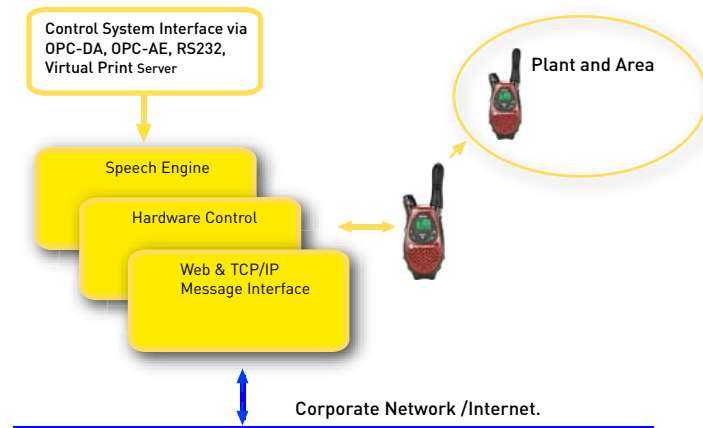 Control System Interface via
OPC-DA, OPC-AE, RS232,
Virtual Print Server
Plant and Area
Speech Engine
Hardware Control
Web & TCP/IP
Message Interface
Corporate Network /Internet.